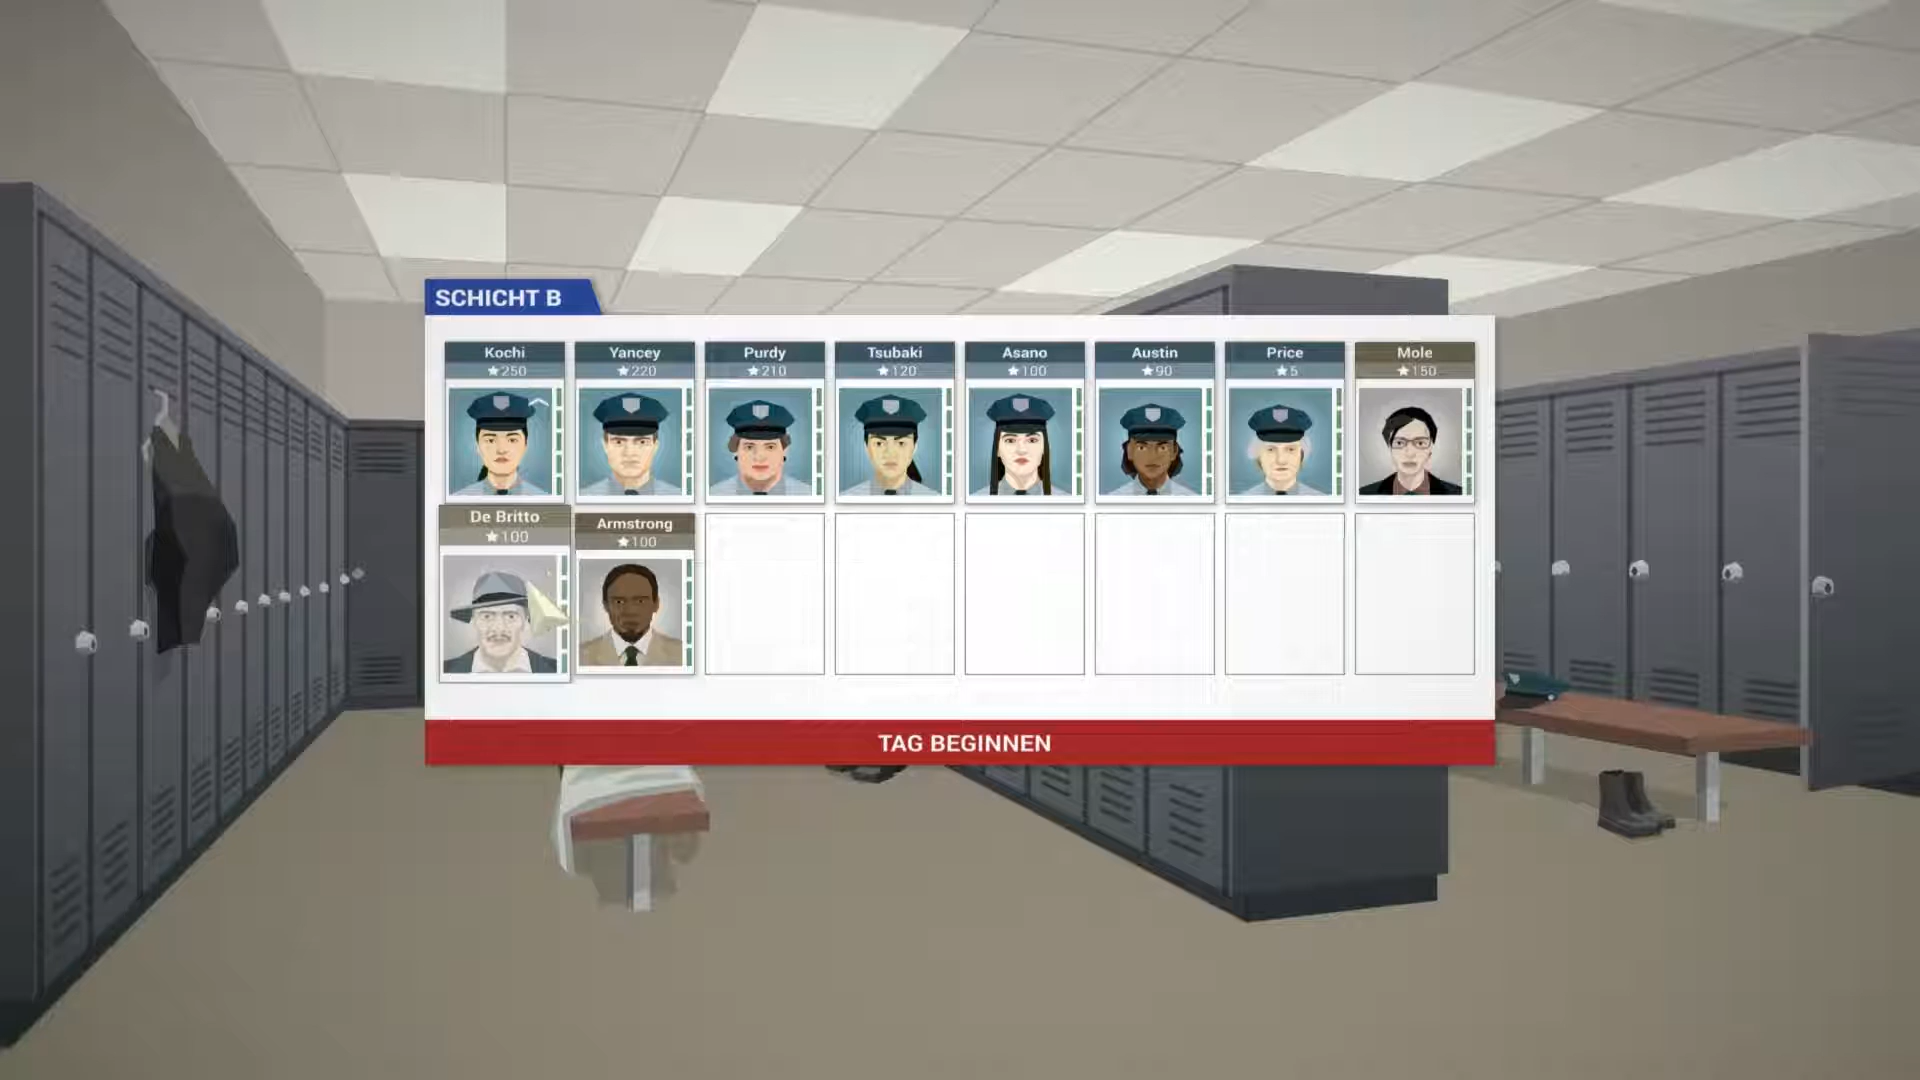 SCHICHT B
Kochi
★250
Yancey
★220
Purdy
★210
Tsubaki
★120
Asano
★100
Austin
★90
Price
★5
Mole
★150
De Britto
★100
Armstrong
★100
TAG BEGINNEN